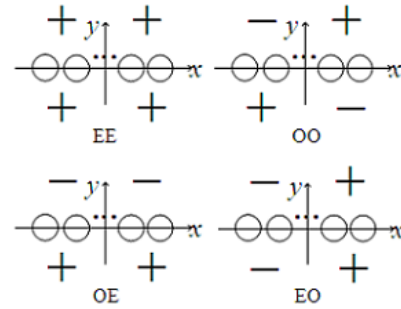 + y + − y +
... x ... x
+ + + −
EE OO
− y − − y +
... x ... x
+ + − +
OE EO